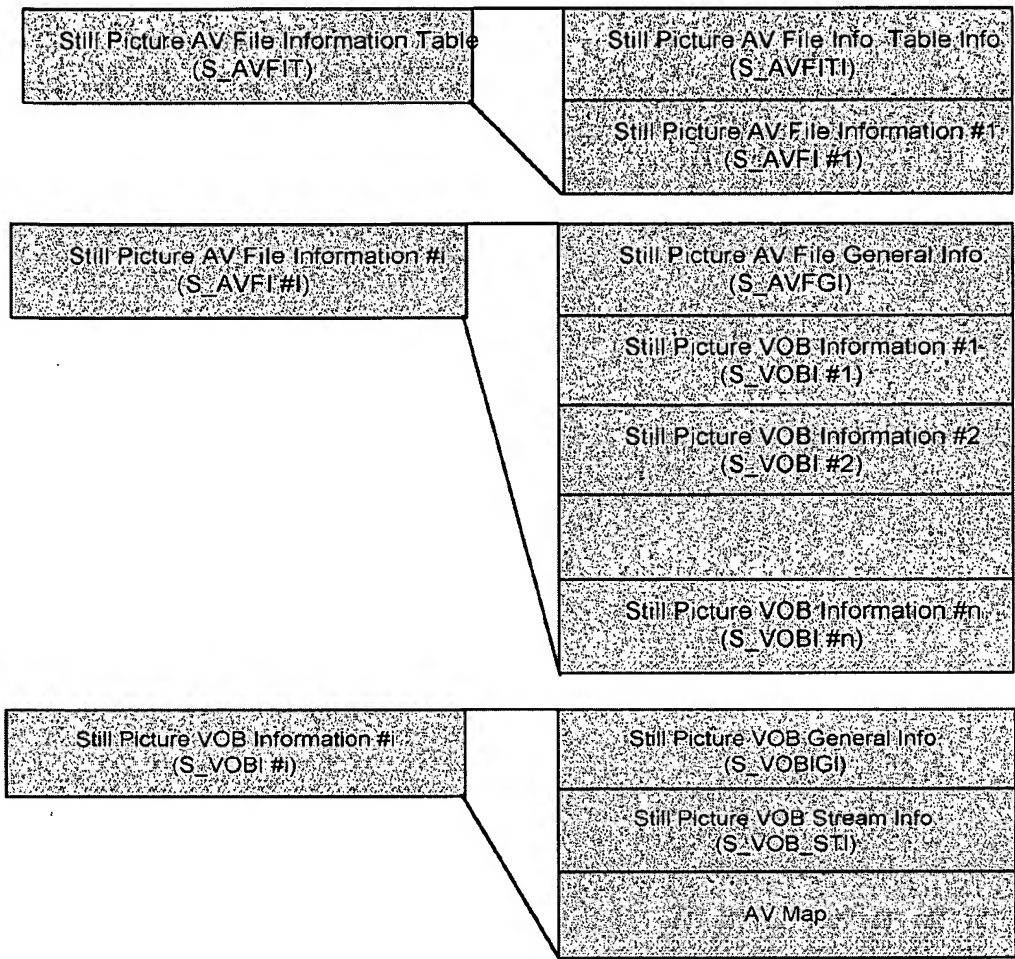 Still Picture AV File Information Table
(S_AVFIT)
Still Picture AV File Info. Table Info.
(S_AVFITI)
Still Picture AV File Information #1
(S_AVFI #1)
Still Picture AV File Information #i
(S_AVFI #I)
Still Picture AV File General Info.
(S_AVFGI)
Still Picture VOB Information #1
(S_VOBI #1)
Still Picture VOB Information #2
(S_VOBI #2)
Still Picture VOB Information #n
(S_VOBI #n)
Still Picture VOB Information #i
(S_VOBI #i)
Still Picture VOB General Info.
(S_VOBIGI)
Still Picture VOB Stream Info.
(S_VOB_STI)
AV Map